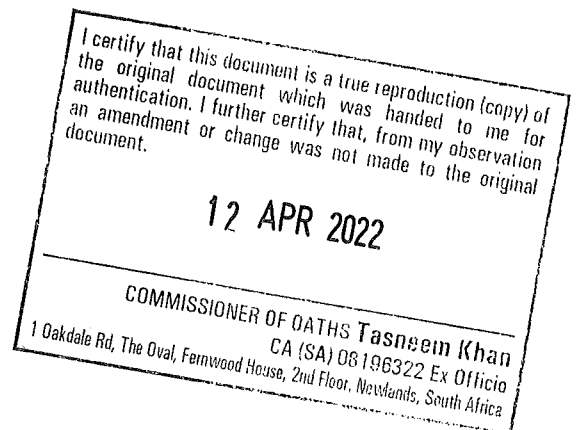 I certify that this document is a true reproduction (copy) of
the original document which was handed to me for
authentication. I further certify that, from my observation
an amendment or change was not made to the original
document.
12 APR 2022
COMMISSIONER OF OATHS Tasneem Khan
CA (SA) 08196322 Ex Officio
1 Oakdale Rd, The Oval, Fernwood House, 2nd Floor, Newlands, South Africa